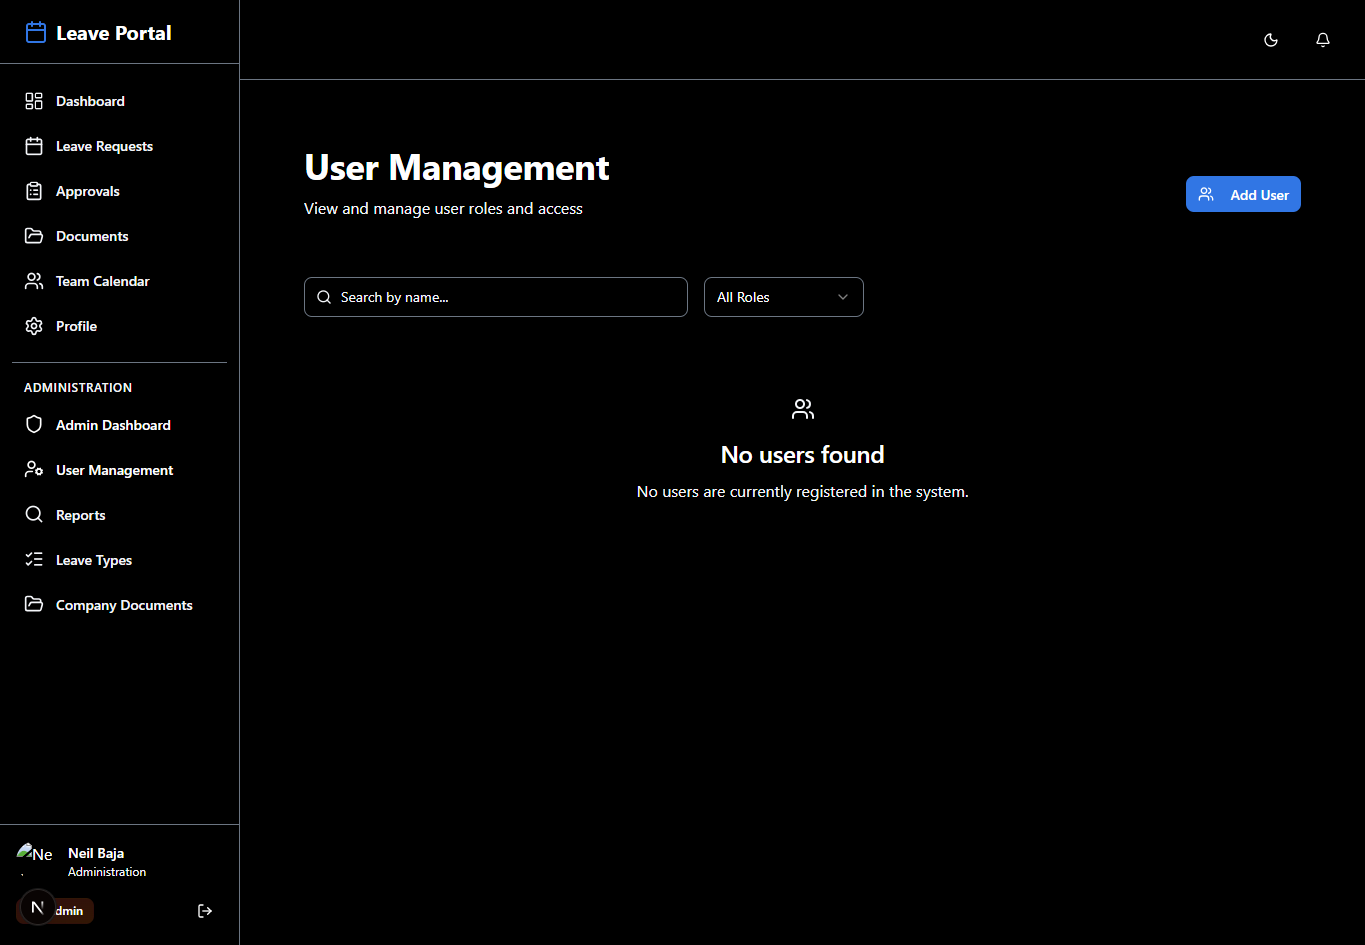 Leave Portal
Dashboard
Leave Requests
Approvals
Documents
Team Calendar
Profile
ADMINISTRATION
Admin Dashboard
User Management
Reports
Leave Types
Company Documents
Neil Baja
Administration
Ne
N
dmin
User Management
View and manage user roles and access
Add User
Search by name...
All Roles
No users found
No users are currently registered in the system.